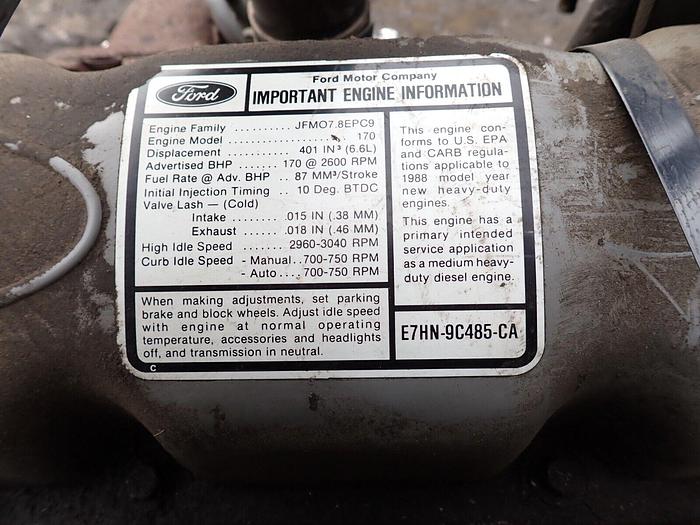 Ford
Ford Motor Company
IMPORTANT ENGINE INFORMATION
Engine Family .......... JFM07.8EPC9
Engine Model .................... 170
Displacement ...... 401 IN³ (6.6L)
Advertised BHP ...... 170 @ 2600 RPM
Fuel Rate @ Adv. BHP .. 87 MM³/Stroke
Initial Injection Timing .. 10 Deg. BTDC
Valve Lash — (Cold)
Intake ........ .015 IN (.38 MM)
Exhaust ...... .018 IN (.46 MM)
High Idle Speed ....... 2960-3040 RPM
Curb Idle Speed - Manual..700-750 RPM
- Auto ....700-750 RPM
When making adjustments, set parking
brake and block wheels. Adjust idle speed
with engine at normal operating
temperature, accessories and headlights
off, and transmission in neutral.
C
This engine con-
forms to U.S. EPA
and CARB regula-
tions applicable to
1988 model year
new heavy-duty
engines.
This engine has a
primary intended
service application
as a medium heavy-
duty diesel engine.
E7HN-9C485-CA